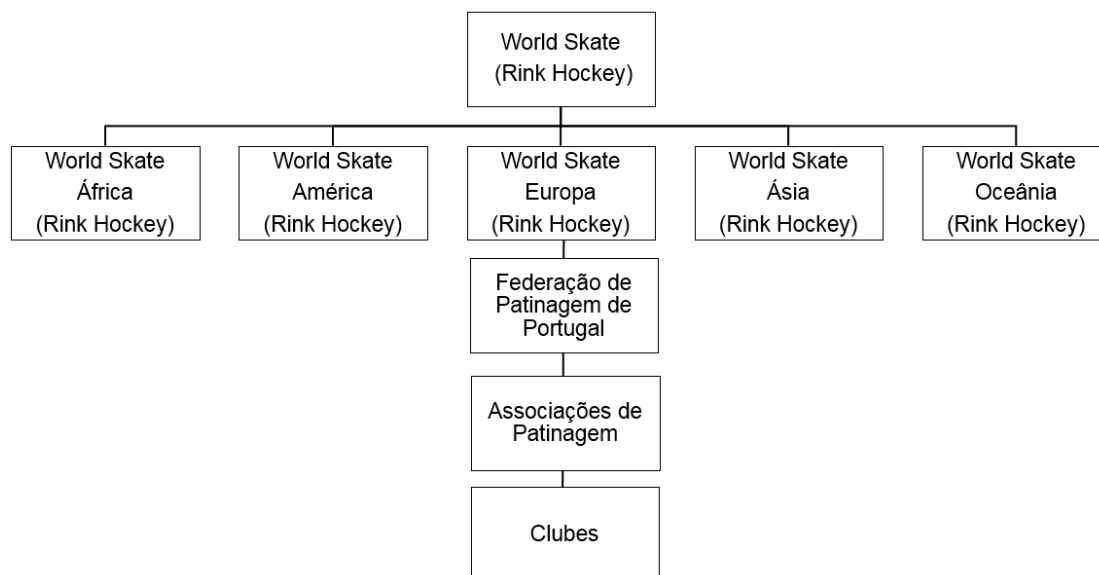 World Skate
(Rink Hockey)
World Skate
África
(Rink Hockey)
World Skate
América
(Rink Hockey)
World Skate
Europa
(Rink Hockey)
World Skate
Ásia
(Rink Hockey)
World Skate
Oceânia
(Rink Hockey)
Federação de
Patinagem de
Portugal
Associações de
Patinagem
Clubes